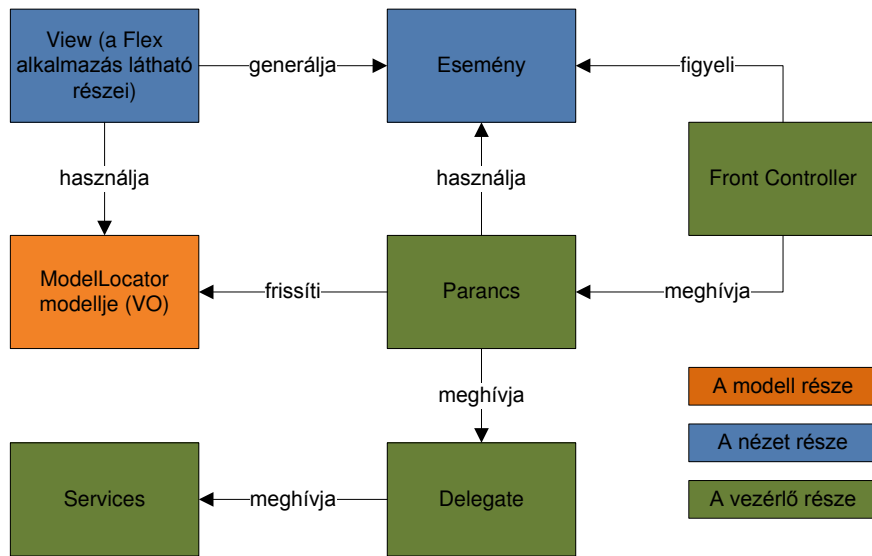 View (a Flex
alkalmazás látható
részei)
generálja
Esemény
figyeli
használja
használja
Front Controller
ModelLocator
modellje (VO)
frissíti
Parancs
meghívja
meghívja
A modell része
A nézet része
Services
meghívja
Delegate
A vezérlő része